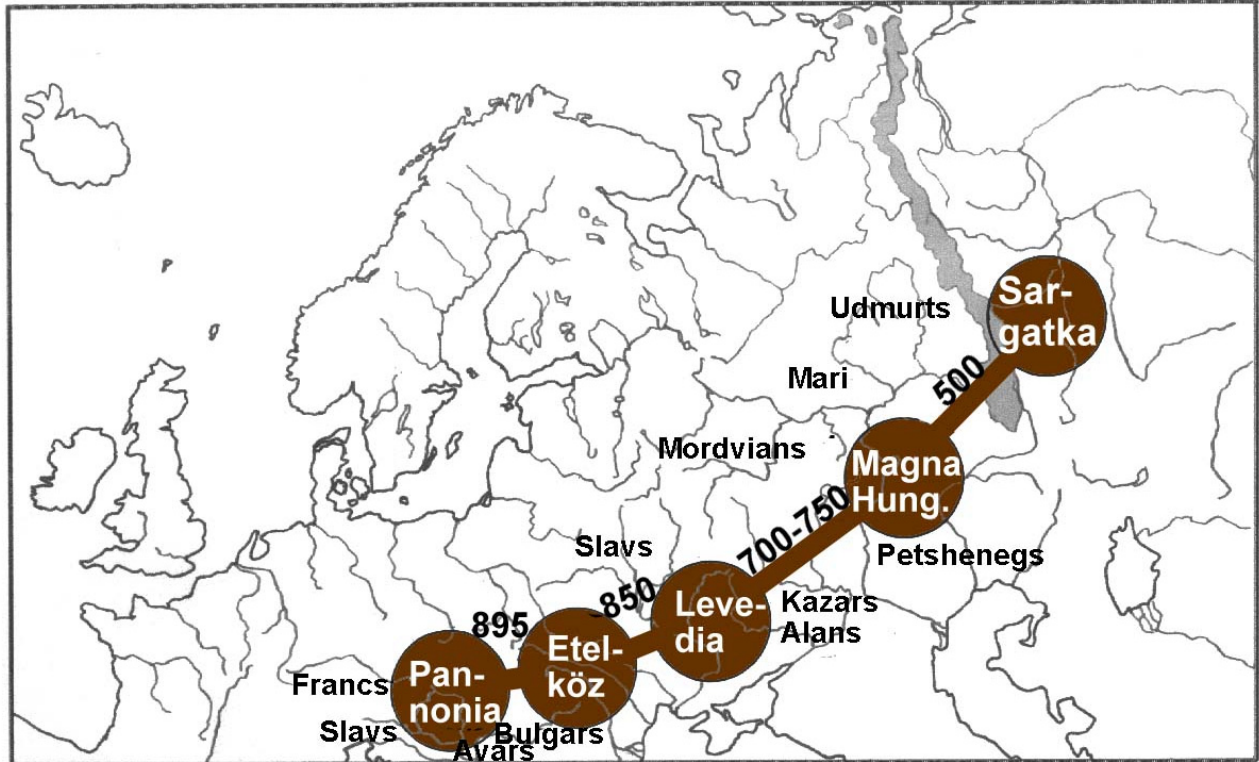 Udmurts
Sar-
gatka
Mari
500
Mordvians
Magna
Hung.
700-750
Petshenegs
Slavs
850
Leve-
dia
Kazars
Alans
895
Etel-
köz
Francs
Pan-
nonia
Slavs
Bulgars
Avars